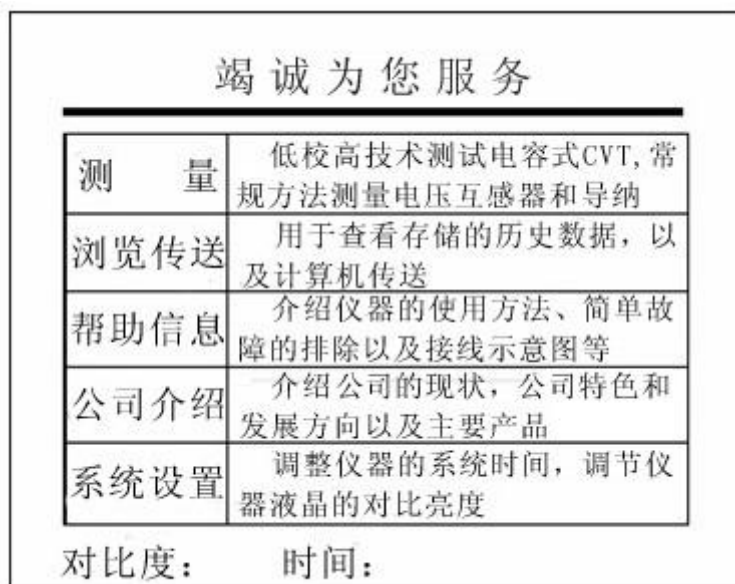 竭诚为您服务
测 量
低校高技术测试电容式CVT,常
规方法测量电压互感器和导纳
浏览传送
用于查看存储的历史数据，以
及计算机传送
帮助信息
介绍仪器的使用方法、简单故
障的排除以及接线示意图等
公司介绍
介绍公司的现状，公司特色和
发展方向以及主要产品
系统设置
调整仪器的系统时间，调节仪
器液晶的对比亮度
对比度： 时间：